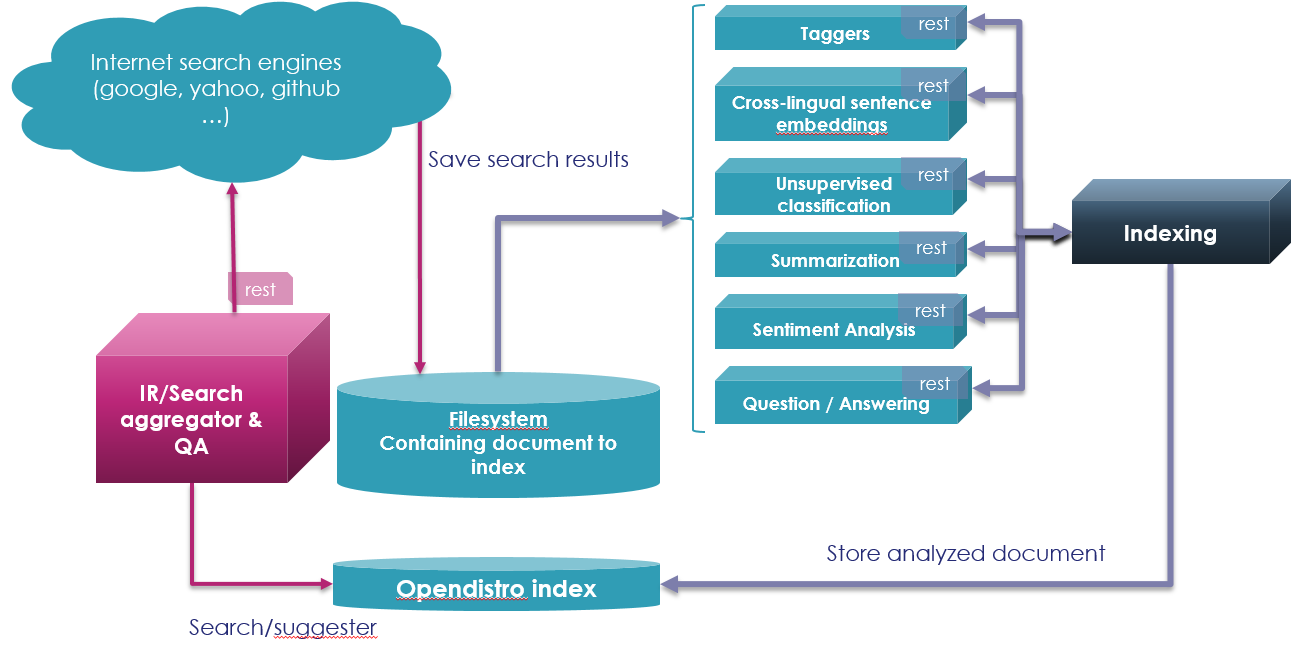 Internet search engines
(google, yahoo, github
…)
Save search results
rest
IR/Search
aggregator &
QA
Filesystem
Containing document to
index
Opendistro index
Search/suggester
rest
Taggers
rest
Cross-lingual sentence
embeddings
rest
Unsupervised
classification
rest
Summarization
rest
Sentiment Analysis
rest
Question / Answering
Indexing
Store analyzed document